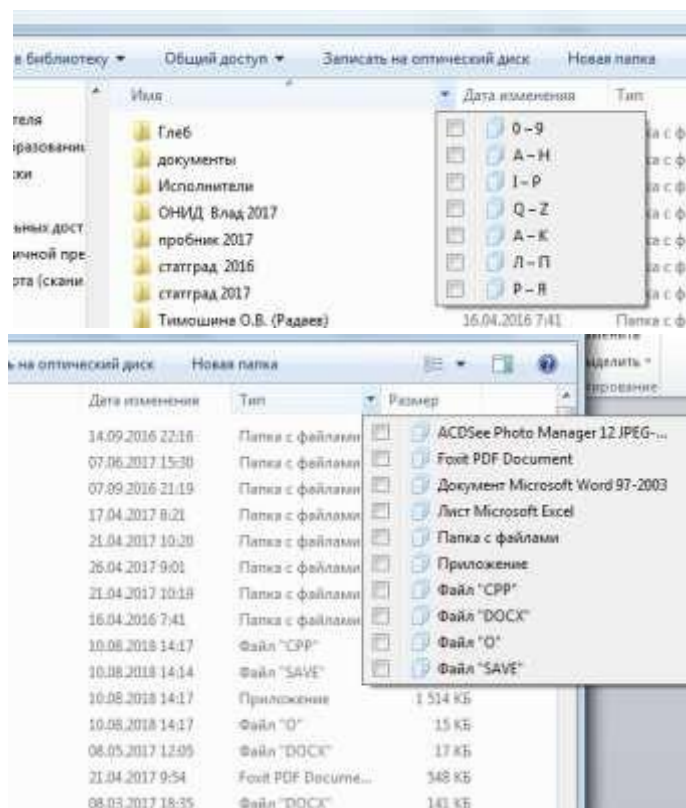 в библиотеку Общий доступ Записать на оптический диск Новая папка
Имя Дата изменения Тип
теля
Глеб 0 – 9
документы A – H
ски Исполнители I – P
ОНИД Влад 2017 Q – Z
ьных дост пробник 2017 А – К
ичной пре статград 2016 Л – П
рта (скани статград 2017 Р – Я
Тимошина О.В. (Радаев) 16.04.2016 7:41 Папка с ф
ь на оптический диск Новая папка
Дата изменения Тип Размер
14.09.2016 22:16 Папка с файлами ACDSee Photo Manager 12 JPEG-...
07.06.2017 15:30 Папка с файлами Foxit PDF Document
07.09.2016 21:19 Папка с файлами Документ Microsoft Word 97-2003
17.04.2017 8:21 Папка с файлами Лист Microsoft Excel
21.04.2017 10:20 Папка с файлами Папка с файлами
26.04.2017 9:01 Папка с файлами Приложение
21.04.2017 10:18 Папка с файлами Файл "CPP"
16.04.2016 7:41 Папка с файлами Файл "DOCX"
10.08.2018 14:17 Файл "CPP" Файл "O"
10.08.2018 14:14 Файл "SAVE" Файл "SAVE"
10.08.2018 14:17 Приложение 1 514 КБ
10.08.2018 14:17 Файл "O" 15 КБ
08.05.2017 12:05 Файл "DOCX" 17 КБ
21.04.2017 9:54 Foxit PDF Docume... 548 КБ
08.03.2017 18:35 Файл "DOCX" 141 КБ